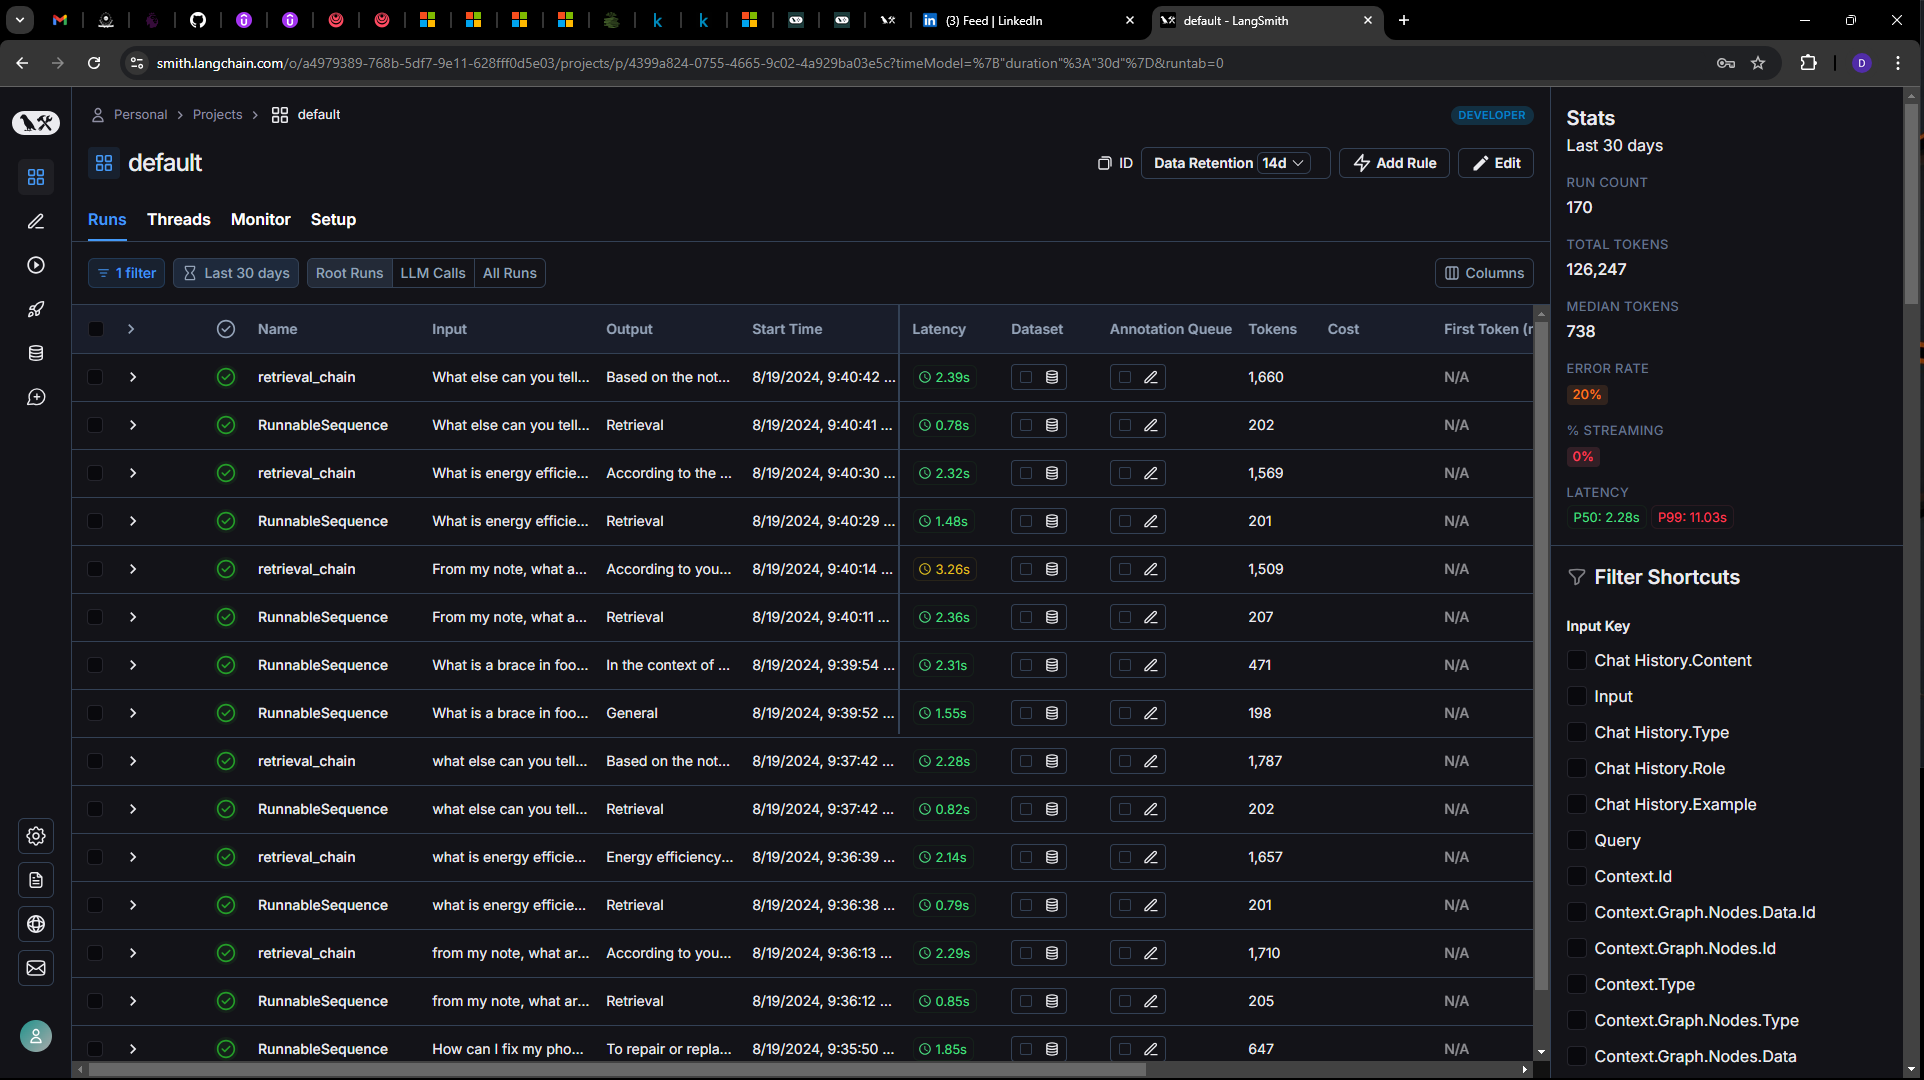 (3) Feed | LinkedIn
default - LangSmith
smith.langchain.com/o/a4979389-768b-5df7-9e11-628fff0d5e03/projects/p/4399a824-0755-4665-9c02-4a929ba03e5c?timeModel=%7B"duration"%3A"30d"%7D&runtab=0
D
Personal > Projects > default
DEVELOPER
default
ID
Data Retention 14d
Add Rule
Edit
Runs Threads Monitor Setup
1 filter Last 30 days Root Runs LLM Calls All Runs Columns
Name Input Output Start Time Latency Dataset Annotation Queue Tokens Cost First Token (
retrieval_chain What else can you tell... Based on the not... 8/19/2024, 9:40:42 ... 2.39s 1,660 N/A
RunnableSequence What else can you tell... Retrieval 8/19/2024, 9:40:41 ... 0.78s 202 N/A
retrieval_chain What is energy efficie... According to the ... 8/19/2024, 9:40:30 ... 2.32s 1,569 N/A
RunnableSequence What is energy efficie... Retrieval 8/19/2024, 9:40:29 ... 1.48s 201 N/A
retrieval_chain From my note, what a... According to you... 8/19/2024, 9:40:14 ... 3.26s 1,509 N/A
RunnableSequence From my note, what a... Retrieval 8/19/2024, 9:40:11 ... 2.36s 207 N/A
RunnableSequence What is a brace in foo... In the context of ... 8/19/2024, 9:39:54 ... 2.31s 471 N/A
RunnableSequence What is a brace in foo... General 8/19/2024, 9:39:52 ... 1.55s 198 N/A
retrieval_chain what else can you tell... Based on the not... 8/19/2024, 9:37:42 ... 2.28s 1,787 N/A
RunnableSequence what else can you tell... Retrieval 8/19/2024, 9:37:42 ... 0.82s 202 N/A
retrieval_chain what is energy efficie... Energy efficiency... 8/19/2024, 9:36:39 ... 2.14s 1,657 N/A
RunnableSequence what is energy efficie... Retrieval 8/19/2024, 9:36:38 ... 0.79s 201 N/A
retrieval_chain from my note, what ar... According to you... 8/19/2024, 9:36:13 ... 2.29s 1,710 N/A
RunnableSequence from my note, what ar... Retrieval 8/19/2024, 9:36:12 ... 0.85s 205 N/A
RunnableSequence How can I fix my pho... To repair or repla... 8/19/2024, 9:35:50 ... 1.85s 647 N/A
Stats
Last 30 days
RUN COUNT
170
TOTAL TOKENS
126,247
MEDIAN TOKENS
738
ERROR RATE
20%
% STREAMING
0%
LATENCY
P50: 2.28s P99: 11.03s
Filter Shortcuts
Input Key
Chat History.Content
Input
Chat History.Type
Chat History.Role
Chat History.Example
Query
Context.Id
Context.Graph.Nodes.Data.Id
Context.Graph.Nodes.Id
Context.Type
Context.Graph.Nodes.Type
Context.Graph.Nodes.Data